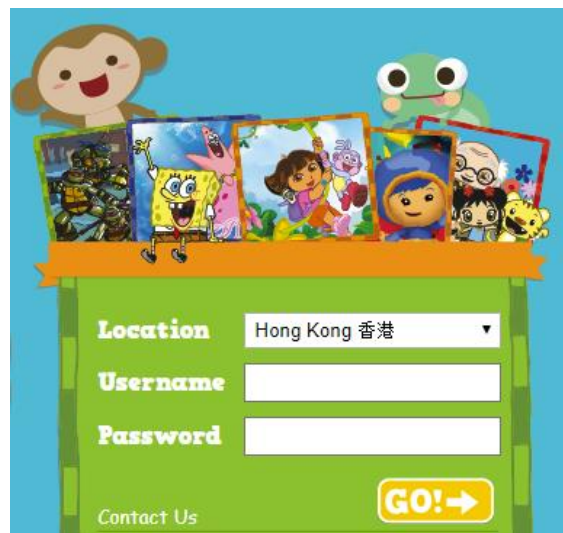 Location Hong Kong 香港
Username
Password
GO!
Contact Us